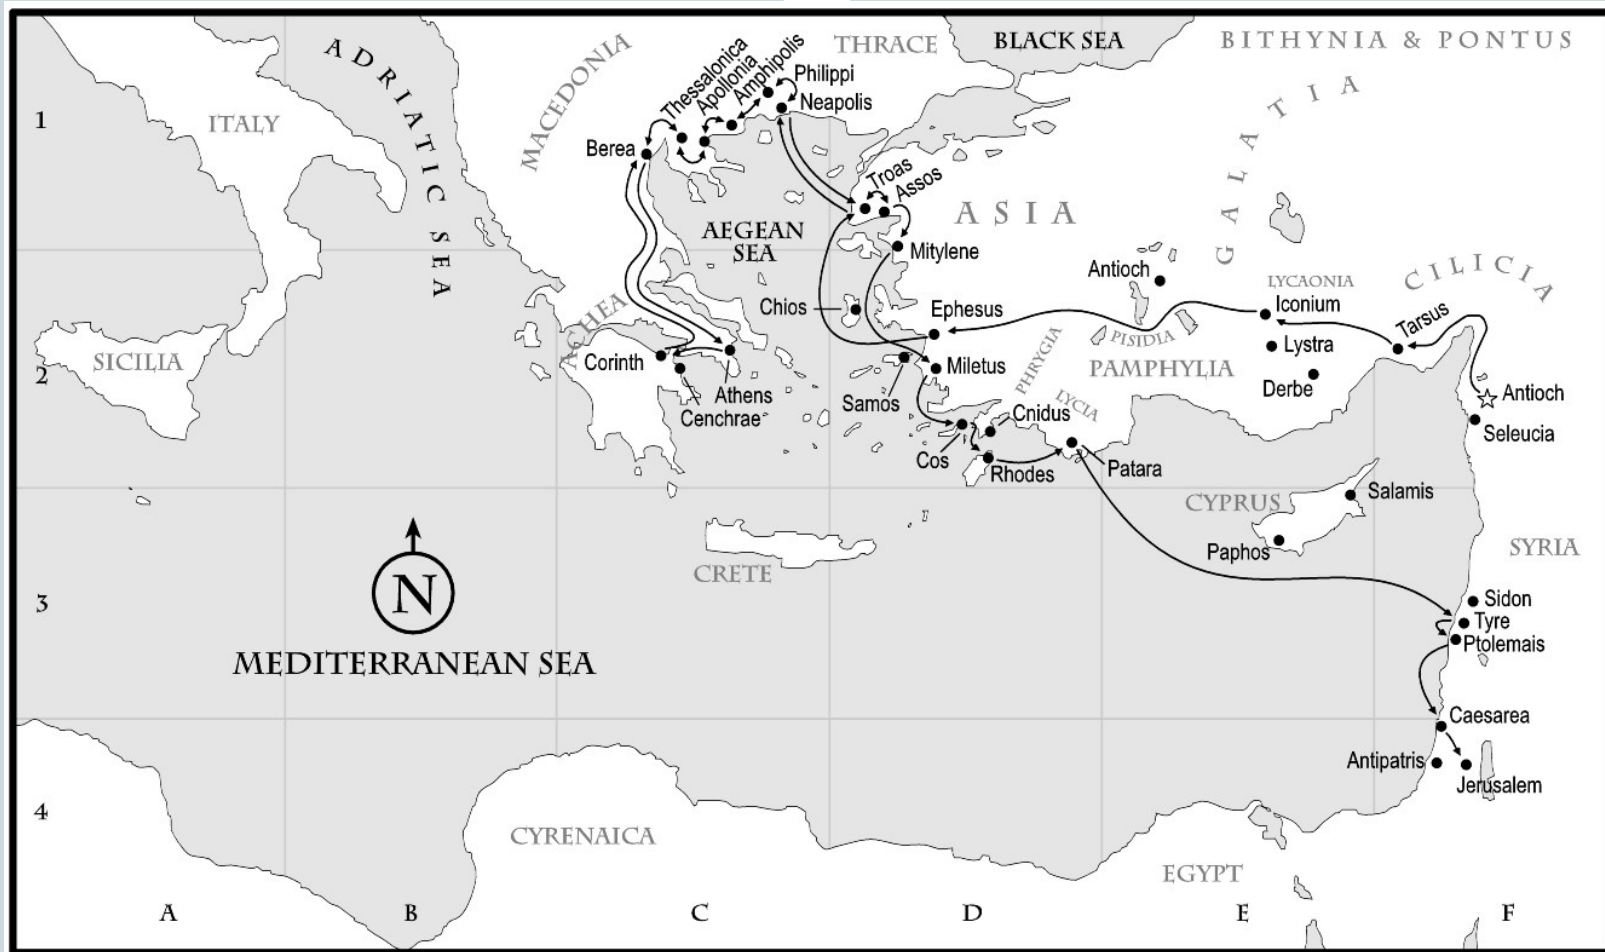 ADRIATIC SEA
MACEDONIA
THRACE
BLACK SEA
BITHYNIA & PONTUS
GALATIA
1
ITALY
Thessalonica
Apollonia
Amphipolis
Philippi
Neapolis
Berea
Troas
Assos
ASIA
AEGEAN
SEA
Mitylene
Antioch
LYCAONIA
Iconium
CILICIA
Chios
Ephesus
Tarsus
ACHEA
PHRYGIA
PISIDIA
Lystra
2
SICILIA
Corinth
Miletus
PAMPHYLIA
Derbe
Athens
Cenchrae
Samos
LYCIA
Cnidus
Antioch
Seleucia
Cos
Rhodes
Patara
CYPRUS
Salamis
Paphos
SYRIA
N
CRETE
3
Sidon
Tyre
Ptolemais
MEDITERRANEAN SEA
Caesarea
Antipatris
Jerusalem
4
CYRENAICA
EGYPT
A
B
C
D
E
F